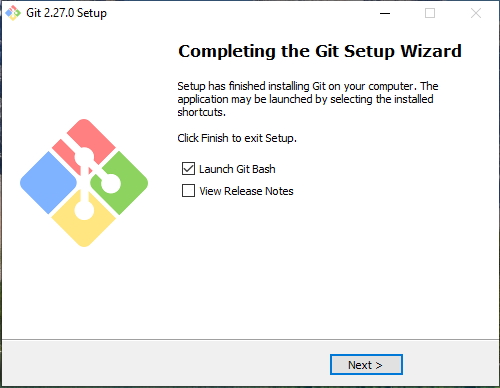 Git 2.27.0 Setup
Completing the Git Setup Wizard
Setup has finished installing Git on your computer. The
application may be launched by selecting the installed
shortcuts.
Click Finish to exit Setup.
Launch Git Bash
View Release Notes
Next >